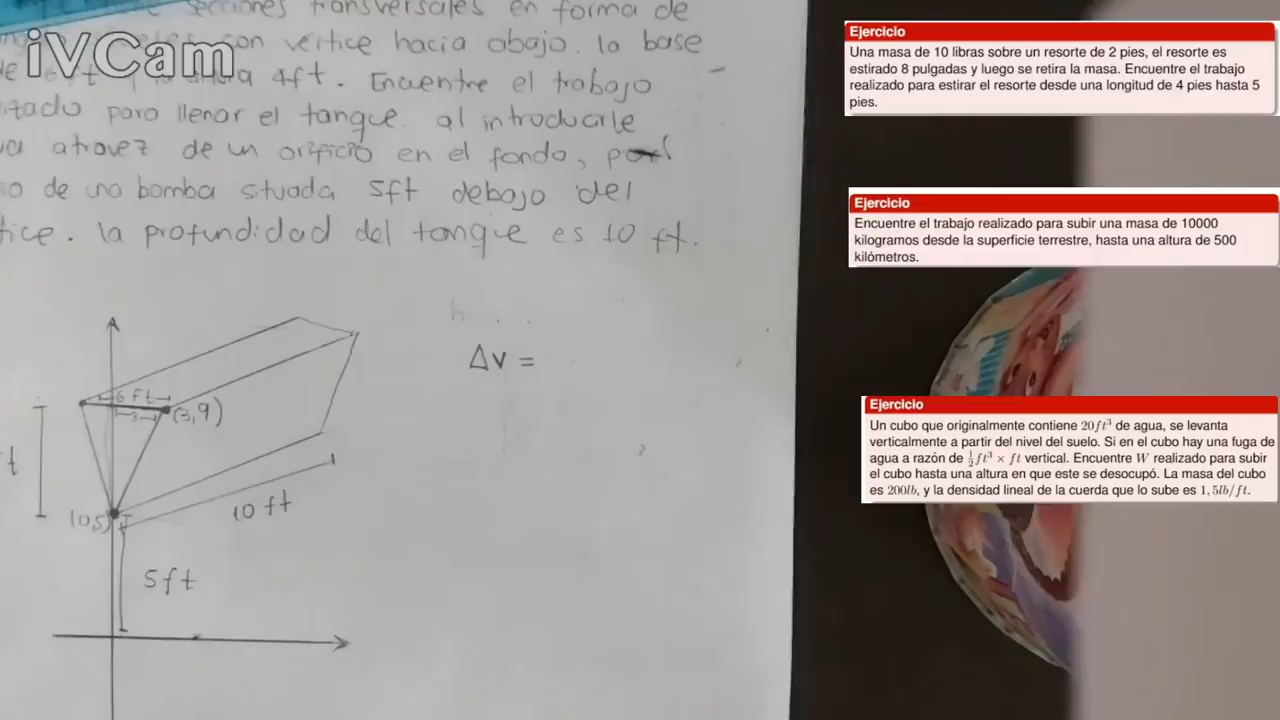 secciones transversales en forma de
iVCam
con vertice hacia abajo. la base
altura 4ft. Encuentre el trabajo
para llenar el tanque. al introducirle
atravez de un orificio en el fondo,
de una bomba situada 5ft debajo del
la profundidad del tanque es 10 ft.
ΔV =
6 ft
3
(3,9)
10 ft
5ft
Ejercicio
Una masa de 10 libras sobre un resorte de 2 pies, el resorte es
estirado 8 pulgadas y luego se retira la masa. Encuentre el trabajo
realizado para estirar el resorte desde una longitud de 4 pies hasta 5
pies.
Ejercicio
Encuentre el trabajo realizado para subir una masa de 10000
kilogramos desde la superficie terrestre, hasta una altura de 500
kilómetros.
Ejercicio
Un cubo que originalmente contiene 20ft³ de agua, se levanta
verticalmente a partir del nivel del suelo. Si en el cubo hay una fuga de
agua a razón de ½ft³ × ft vertical. Encuentre W realizado para subir
el cubo hasta una altura en que este se desocupó. La masa del cubo
es 200lb, y la densidad lineal de la cuerda que lo sube es 1,5lb/ft.